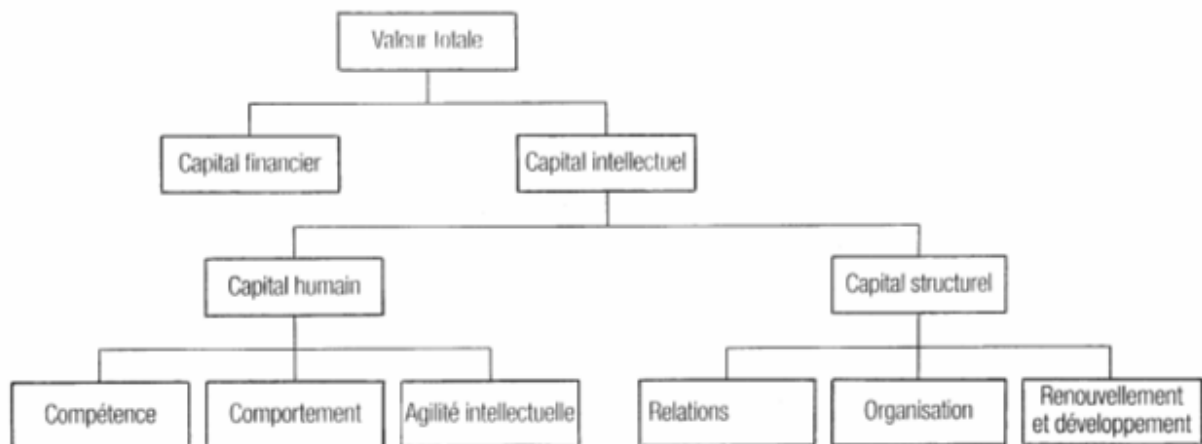 Valeur totale
Capital financier
Capital intellectuel
Capital humain
Capital structurel
Compétence
Comportement
Agilité intellectuelle
Relations
Organisation
Renouvellement
et développement